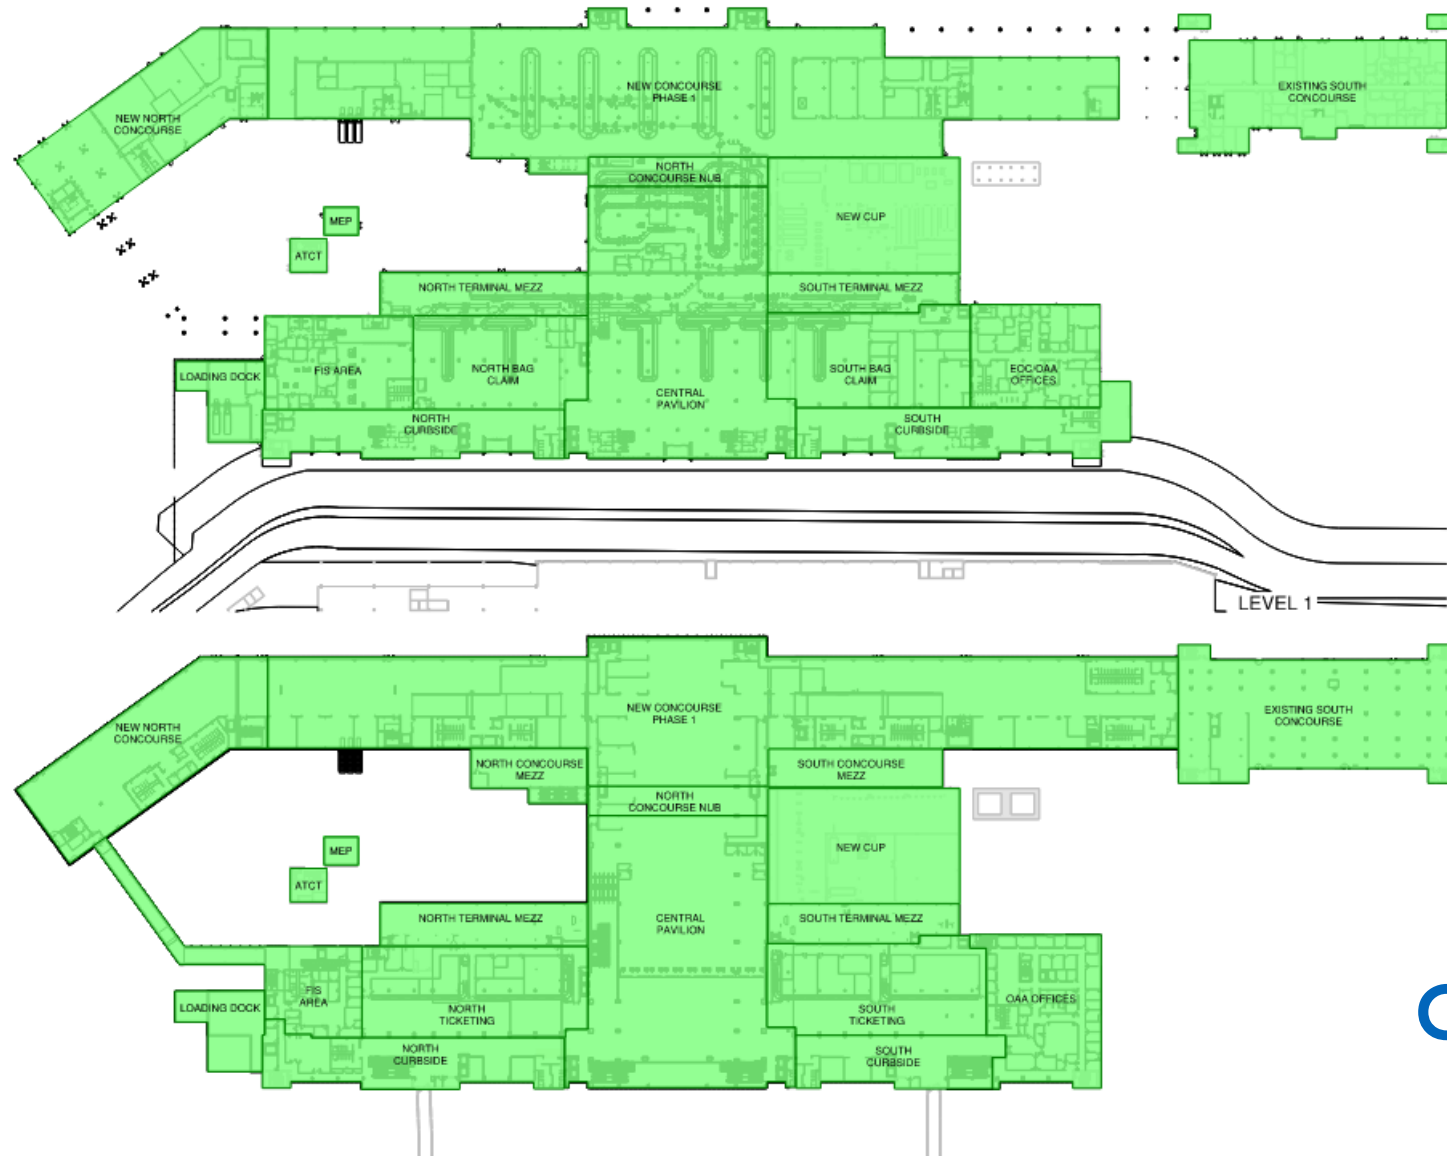 NEW CONCOURSE
PHASE 1
EXISTING SOUTH
CONCOURSE
NEW NORTH
CONCOURSE
NORTH
CONCOURSE NUB
MEP
NEW CUP
ATCT
NORTH TERMINAL MEZZ
SOUTH TERMINAL MEZZ
LOADING DOCK
FIS AREA
NORTH BAG
CLAIM
SOUTH BAG
CLAIM
EOC/OAA
OFFICES
CENTRAL
PAVILION
NORTH
CURBSIDE
SOUTH
CURBSIDE
LEVEL 1
NEW CONCOURSE
PHASE 1
EXISTING SOUTH
CONCOURSE
NEW NORTH
CONCOURSE
NORTH CONCOURSE
MEZZ
SOUTH CONCOURSE
MEZZ
NORTH
CONCOURSE NUB
MEP
NEW CUP
ATCT
NORTH TERMINAL MEZZ
CENTRAL
PAVILION
SOUTH TERMINAL MEZZ
FIS
AREA
OAA OFFICES
LOADING DOCK
NORTH
TICKETING
SOUTH
TICKETING
NORTH
CURBSIDE
SOUTH
CURBSIDE